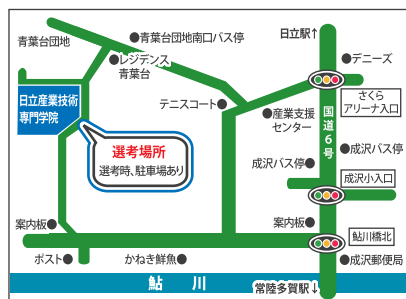 青葉台団地
青葉台団地南口バス停
日立駅↑
レジデンス
青葉台
デニーズ
日立産業技術
専門学院
テニスコート
さくら
アリーナ入口
産業支援
センター
国道6号
選考場所
選考時、駐車場あり
成沢バス停
成沢バス停
成沢小入口
案内板
案内板
鮎川橋北
ポスト
かねき鮮魚
成沢郵便局
鮎川
常陸多賀駅↓